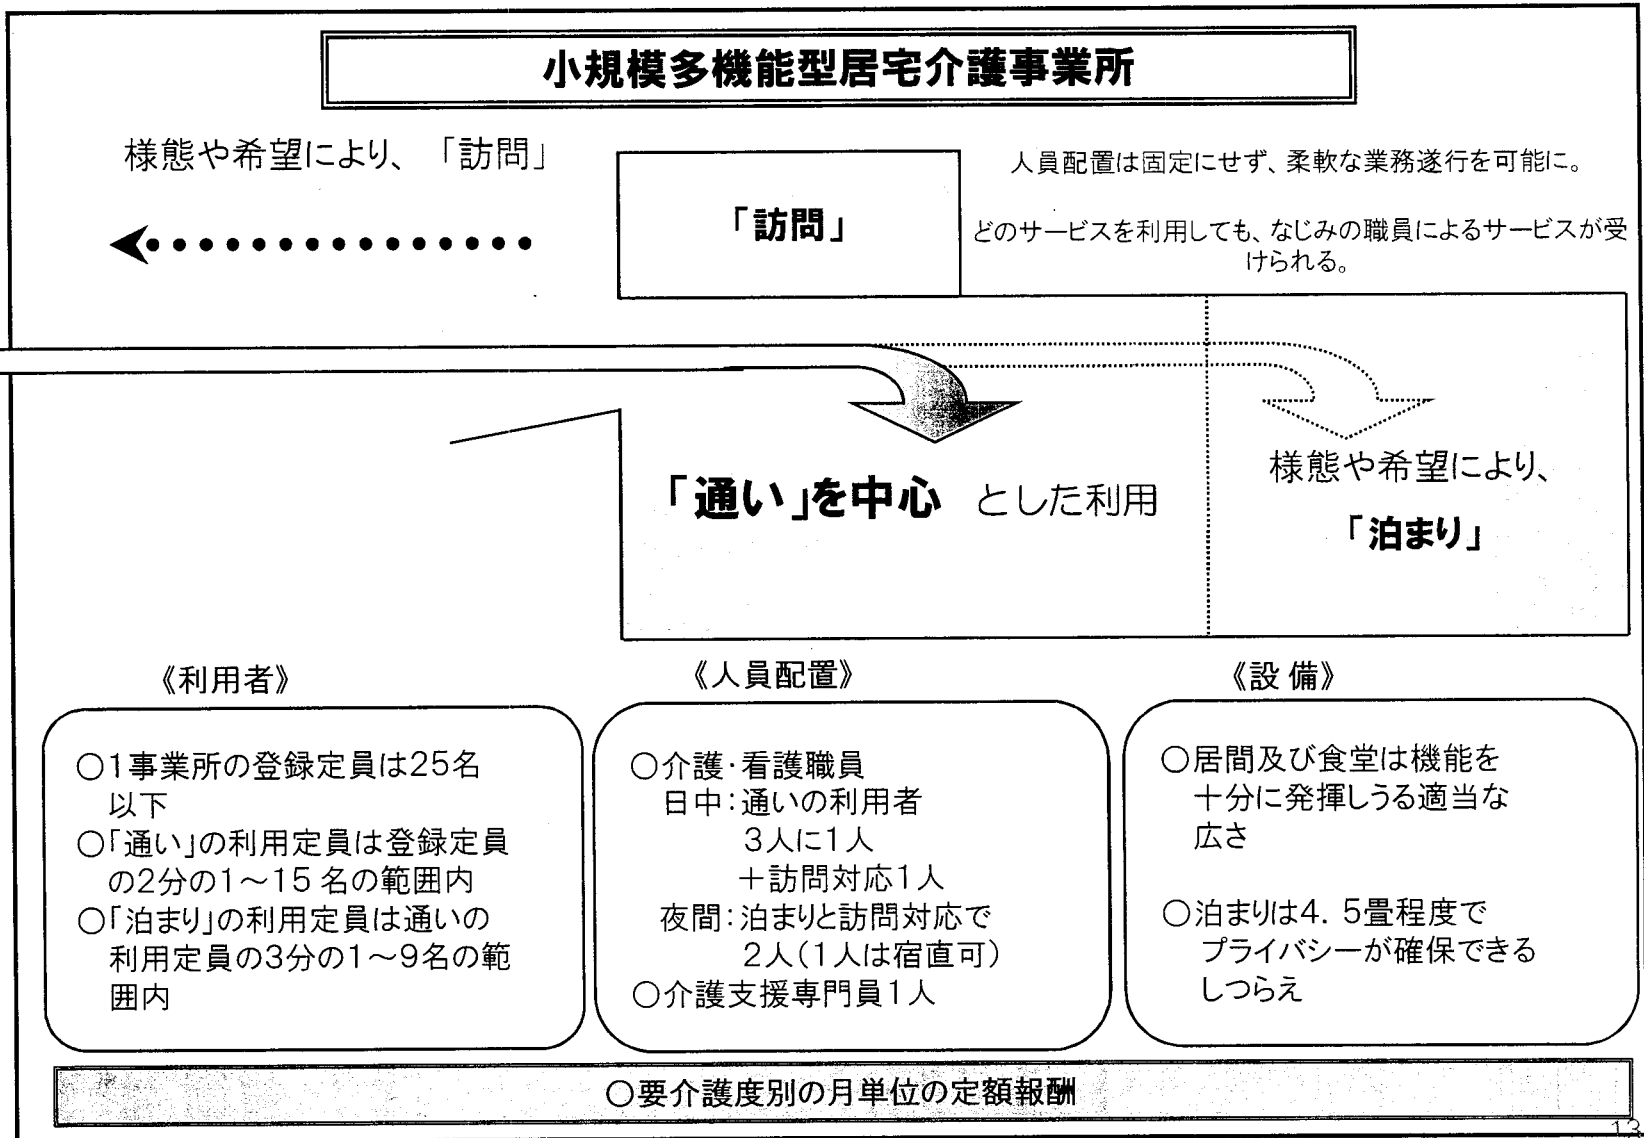 小規模多機能型居宅介護事業所
様態や希望により、「訪問」
「訪問」
人員配置は固定にせず、柔軟な業務遂行を可能に。
どのサービスを利用しても、なじみの職員によるサービスが受
けられる。
「通い」を中心 とした利用
様態や希望により、
「泊まり」
《利用者》
○1事業所の登録定員は25名
以下
○「通い」の利用定員は登録定員
の2分の1～15名の範囲内
○「泊まり」の利用定員は通いの
利用定員の3分の1～9名の範
囲内
《人員配置》
○介護・看護職員
日中：通いの利用者
3人に1人
＋訪問対応1人
夜間：泊まりと訪問対応で
2人（1人は宿直可）
○介護支援専門員1人
《設備》
○居間及び食堂は機能を
十分に発揮しうる適当な
広さ
○泊まりは4．5畳程度で
プライバシーが確保できる
しつらえ
○要介護度別の月単位の定額報酬
13